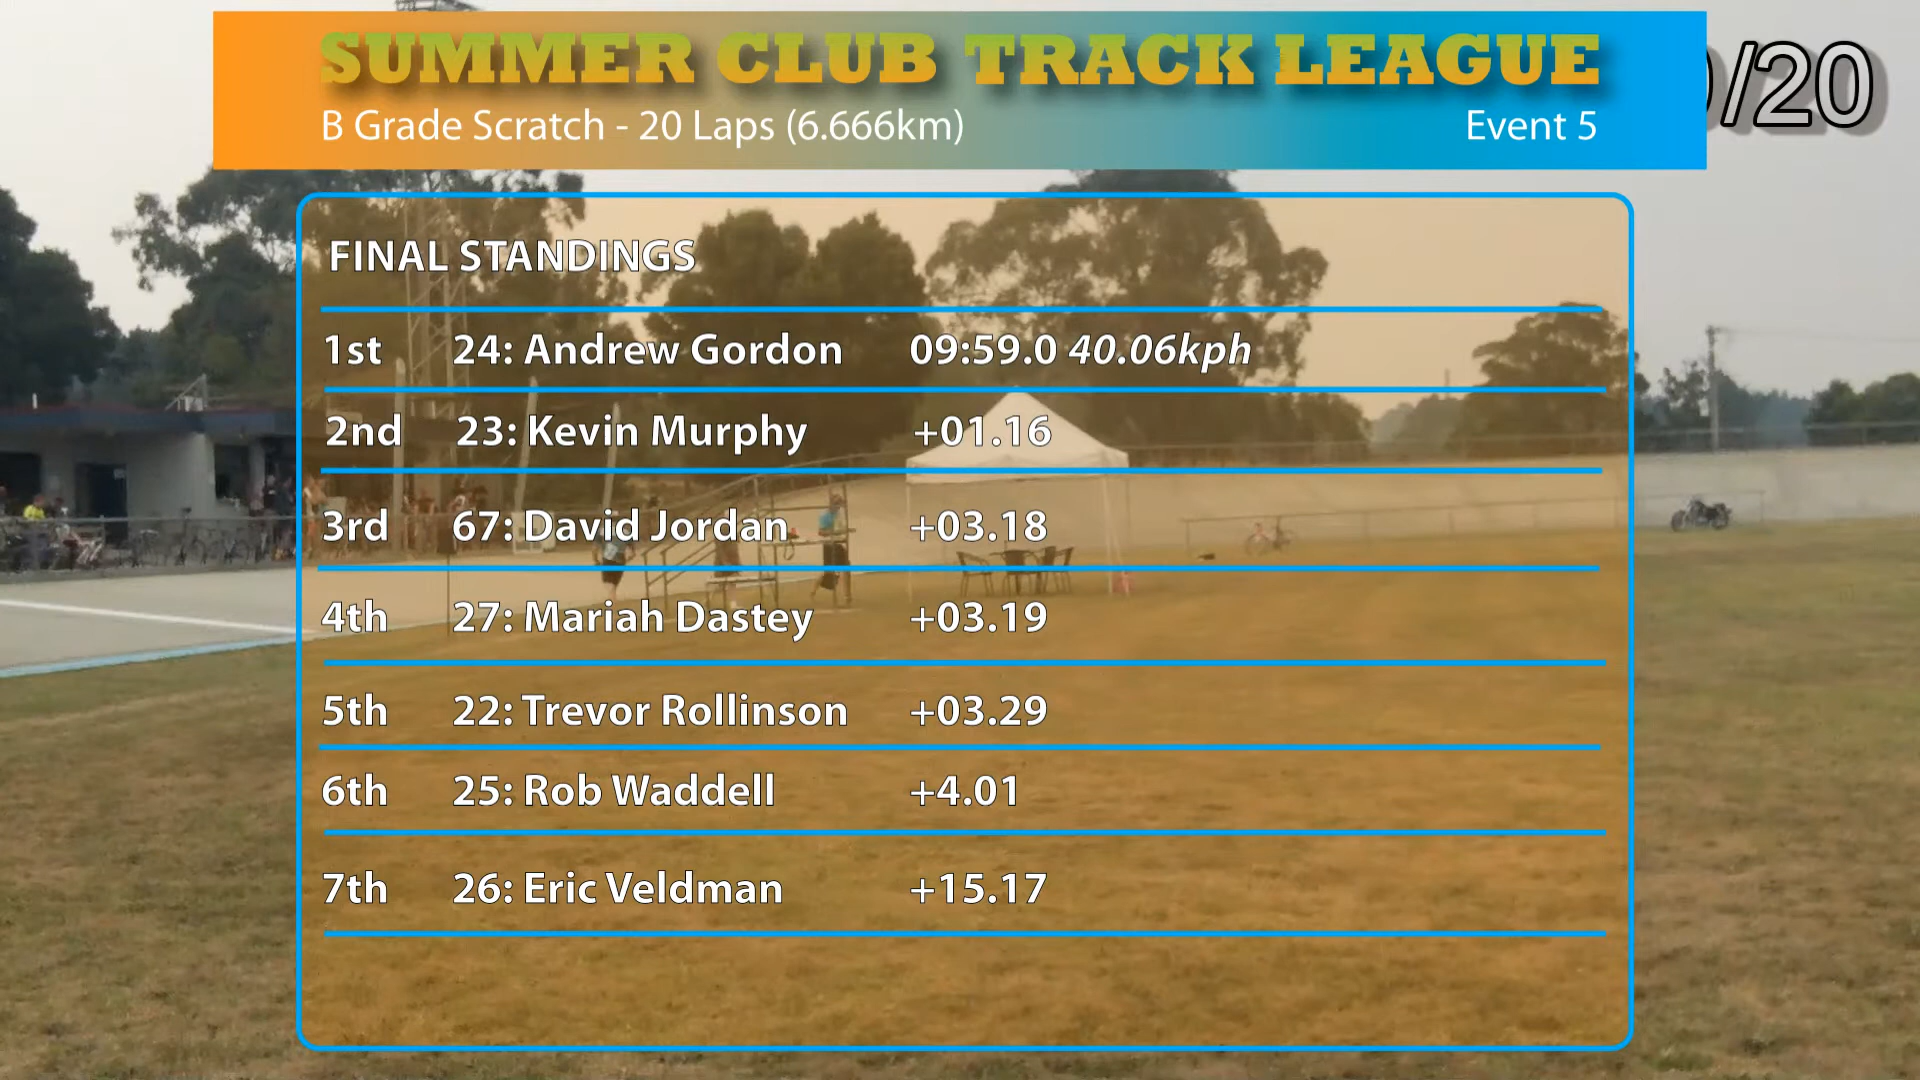 SUMMER CLUB TRACK LEAGUE
B Grade Scratch - 20 Laps (6.666km) Event 5
/20
FINAL STANDINGS
1st 24: Andrew Gordon 09:59.0 40.06kph
2nd 23: Kevin Murphy +01.16
3rd 67: David Jordan +03.18
4th 27: Mariah Dastey +03.19
5th 22: Trevor Rollinson +03.29
6th 25: Rob Waddell +4.01
7th 26: Eric Veldman +15.17